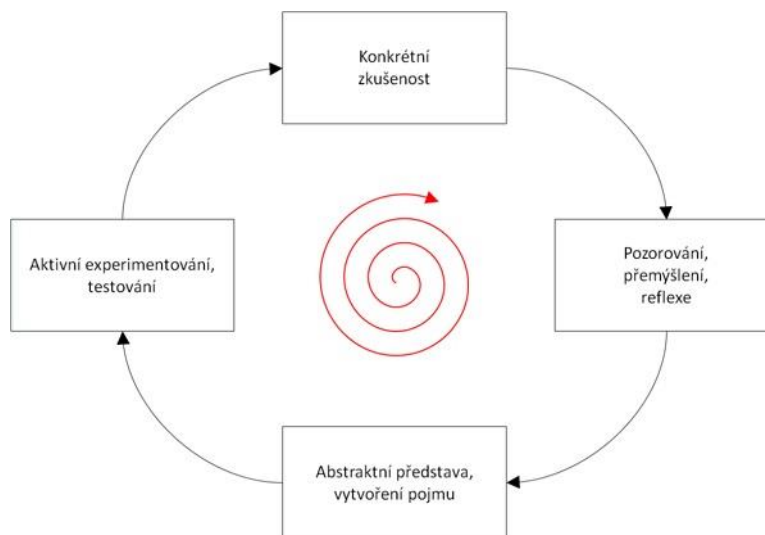 Konkrétní
zkušenost
Aktivní experimentování,
testování
Pozorování,
přemýšlení,
reflexe
Abstraktní představa,
vytvoření pojmu